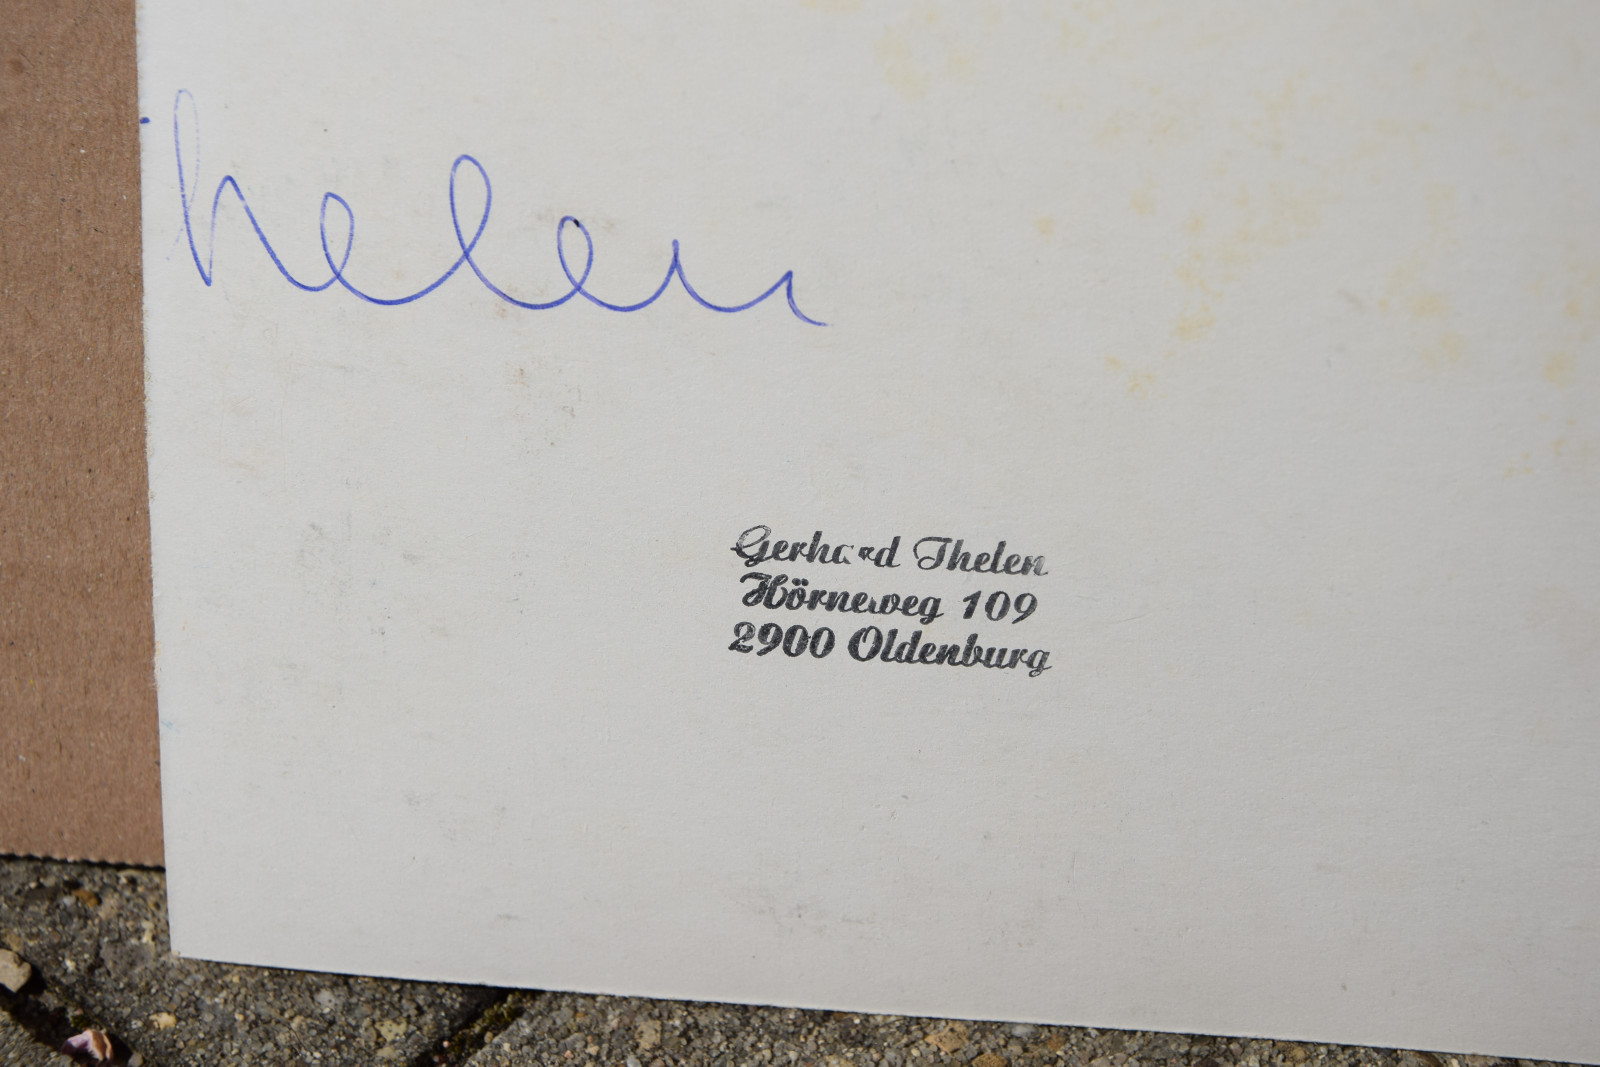 helen
Gerhard Thelen
Hörneweg 109
2900 Oldenburg